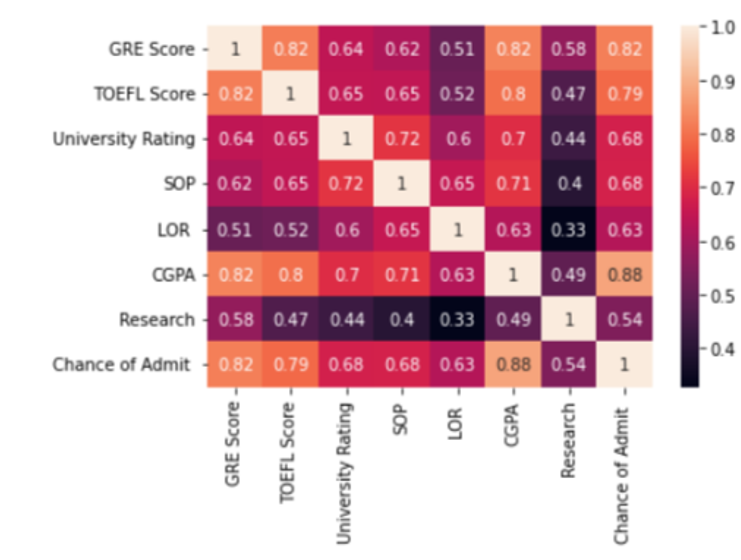 GRE Score 1 0.82 0.64 0.62 0.51 0.82 0.58 0.82
TOEFL Score 0.82 1 0.65 0.65 0.52 0.8 0.47 0.79
University Rating 0.64 0.65 1 0.72 0.6 0.7 0.44 0.68
SOP 0.62 0.65 0.72 1 0.65 0.71 0.4 0.68
LOR 0.51 0.52 0.6 0.65 1 0.63 0.33 0.63
CGPA 0.82 0.8 0.7 0.71 0.63 1 0.49 0.88
Research 0.58 0.47 0.44 0.4 0.33 0.49 1 0.54
Chance of Admit 0.82 0.79 0.68 0.68 0.63 0.88 0.54 1
GRE Score
TOEFL Score
University Rating
SOP
LOR
CGPA
Research
Chance of Admit
1.0
0.9
0.8
0.7
0.6
0.5
0.4